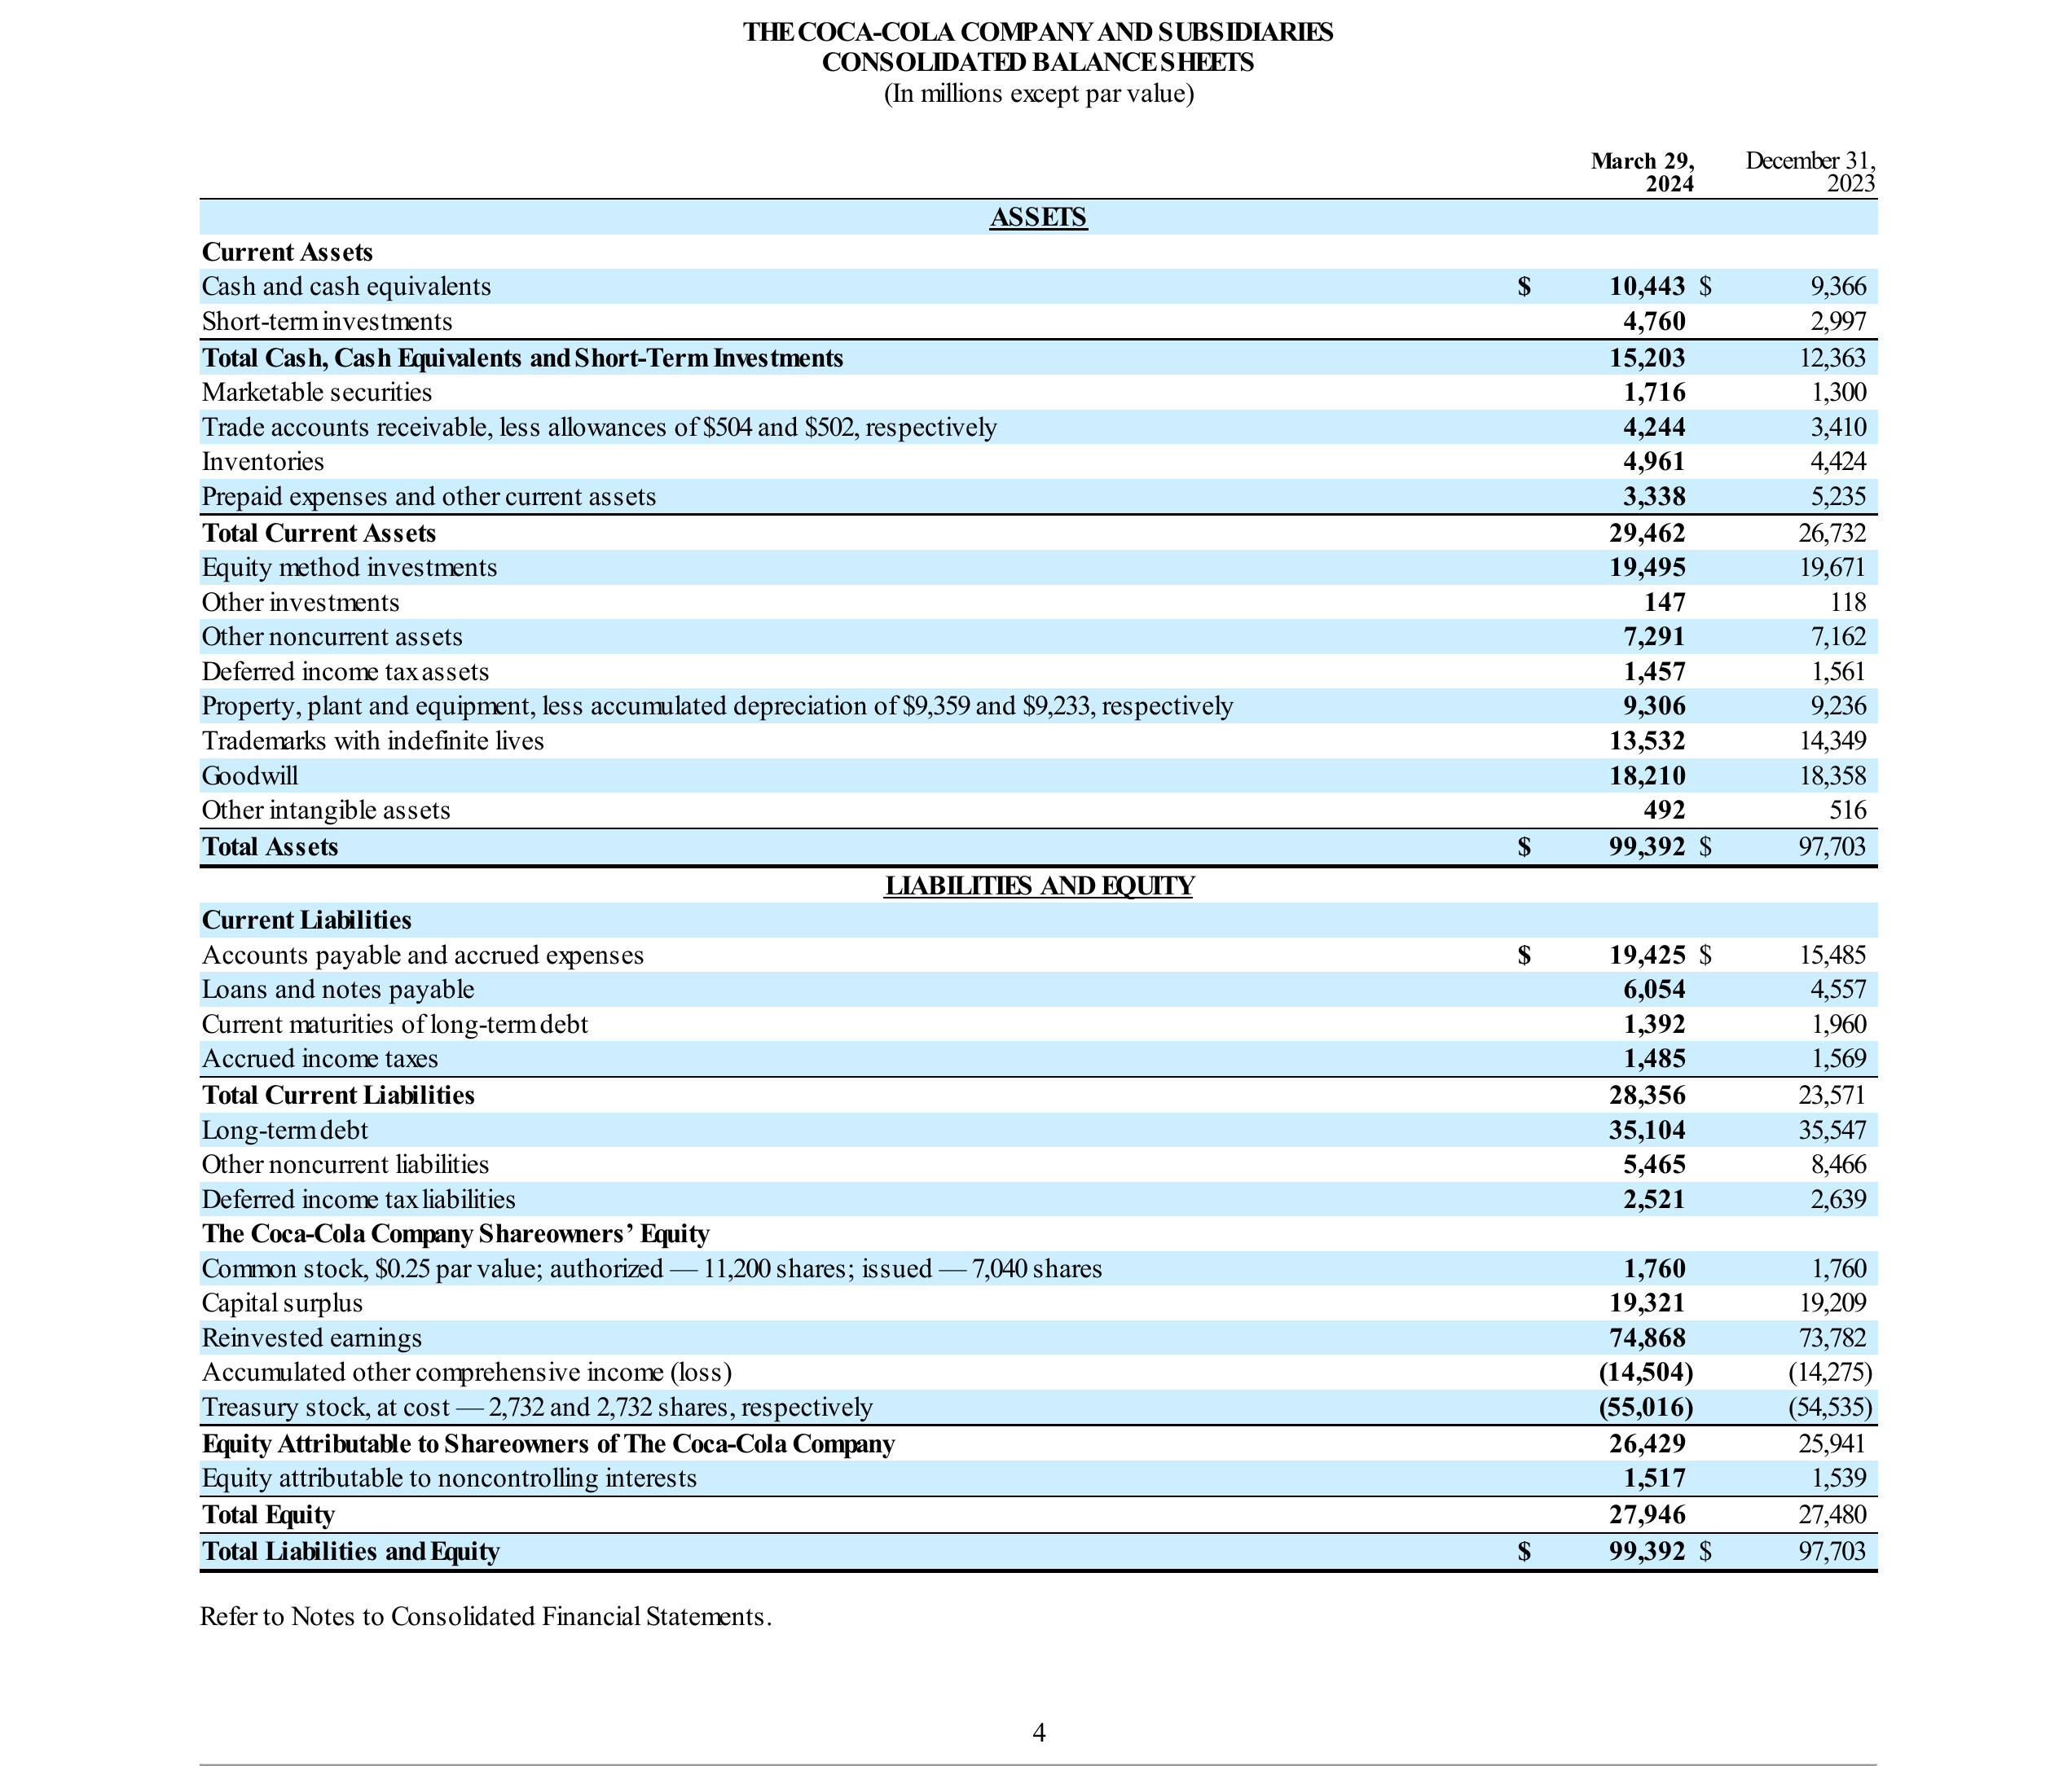 THE COCA-COLA COMPANY AND SUBSIDIARIES
CONSOLIDATED BALANCE SHEETS
(In millions except par value)
March 29, 2024 December 31, 2023
ASSETS
Current Assets
Cash and cash equivalents $ 10,443 $ 9,366
Short-term investments 4,760 2,997
Total Cash, Cash Equivalents and Short-Term Investments 15,203 12,363
Marketable securities 1,716 1,300
Trade accounts receivable, less allowances of $504 and $502, respectively 4,244 3,410
Inventories 4,961 4,424
Prepaid expenses and other current assets 3,338 5,235
Total Current Assets 29,462 26,732
Equity method investments 19,495 19,671
Other investments 147 118
Other noncurrent assets 7,291 7,162
Deferred income tax assets 1,457 1,561
Property, plant and equipment, less accumulated depreciation of $9,359 and $9,233, respectively 9,306 9,236
Trademarks with indefinite lives 13,532 14,349
Goodwill 18,210 18,358
Other intangible assets 492 516
Total Assets $ 99,392 $ 97,703
LIABILITIES AND EQUITY
Current Liabilities
Accounts payable and accrued expenses $ 19,425 $ 15,485
Loans and notes payable 6,054 4,557
Current maturities of long-term debt 1,392 1,960
Accrued income taxes 1,485 1,569
Total Current Liabilities 28,356 23,571
Long-term debt 35,104 35,547
Other noncurrent liabilities 5,465 8,466
Deferred income tax liabilities 2,521 2,639
The Coca-Cola Company Shareowners’ Equity
Common stock, $0.25 par value; authorized — 11,200 shares; issued — 7,040 shares 1,760 1,760
Capital surplus 19,321 19,209
Reinvested earnings 74,868 73,782
Accumulated other comprehensive income (loss) (14,504) (14,275)
Treasury stock, at cost — 2,732 and 2,732 shares, respectively (55,016) (54,535)
Equity Attributable to Shareowners of The Coca-Cola Company 26,429 25,941
Equity attributable to noncontrolling interests 1,517 1,539
Total Equity 27,946 27,480
Total Liabilities and Equity $ 99,392 $ 97,703
Refer to Notes to Consolidated Financial Statements.
4